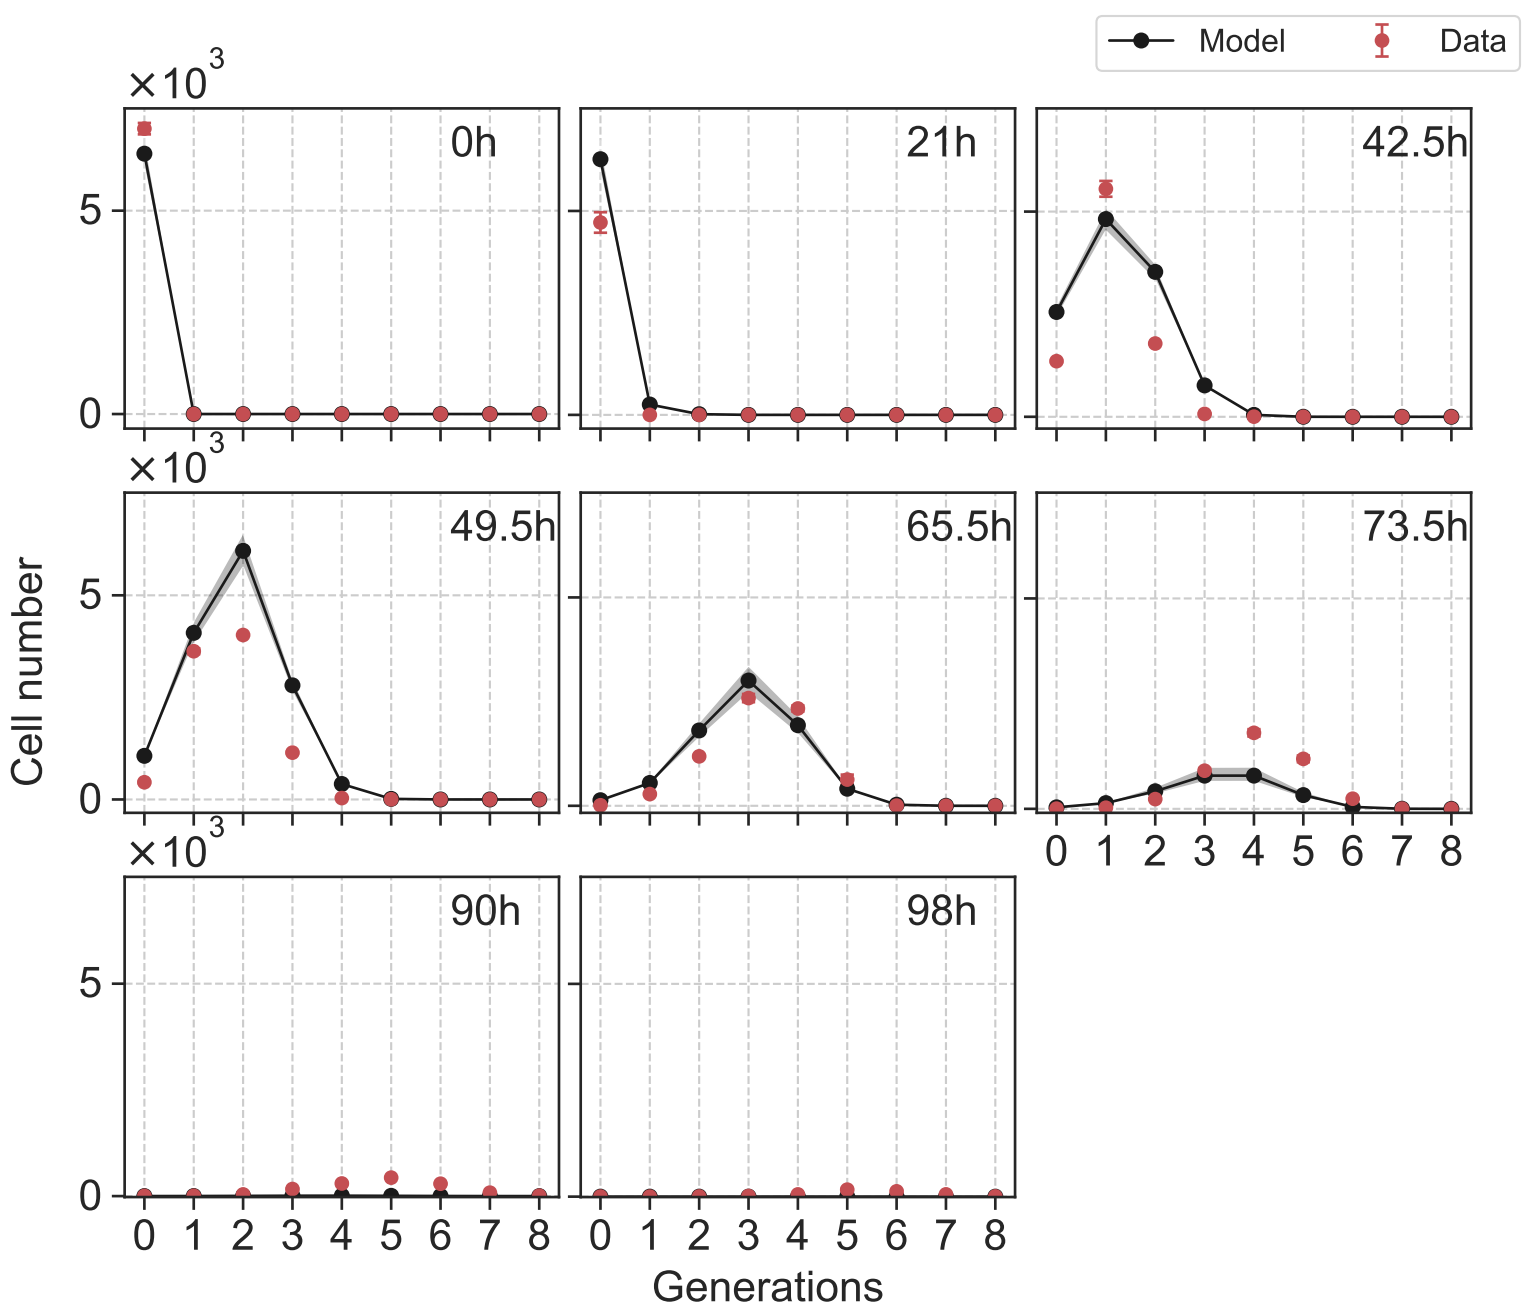 Model Data
×10³
0h 21h 42.5h
5
0
×10³
49.5h 65.5h 73.5h
5
0
0 1 2 3 4 5 6 7 8
×10³
90h 98h
5
0
0 1 2 3 4 5 6 7 8 0 1 2 3 4 5 6 7 8
Cell number
Generations